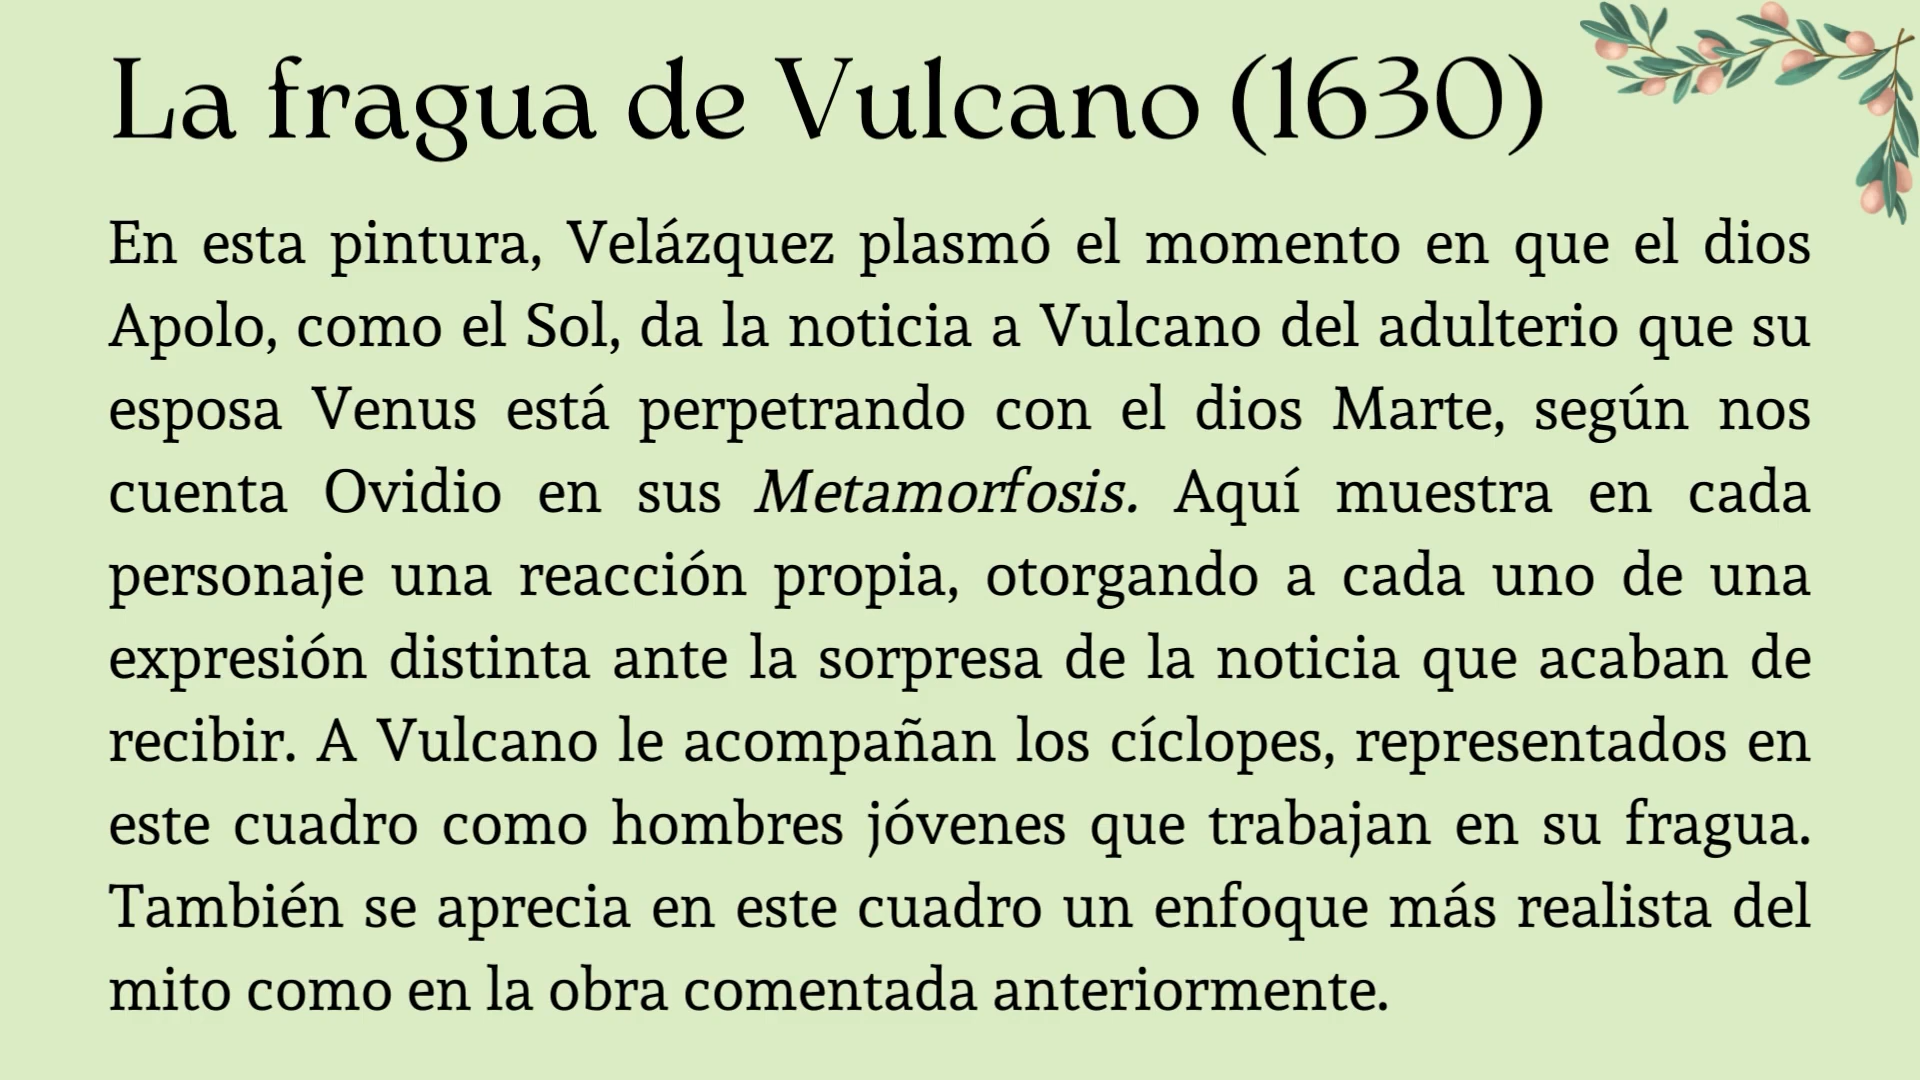 La fragua de Vulcano (1630)
En esta pintura, Velázquez plasmó el momento en que el dios
Apolo, como el Sol, da la noticia a Vulcano del adulterio que su
esposa Venus está perpetrando con el dios Marte, según nos
cuenta Ovidio en sus Metamorfosis. Aquí muestra en cada
personaje una reacción propia, otorgando a cada uno de una
expresión distinta ante la sorpresa de la noticia que acaban de
recibir. A Vulcano le acompañan los cíclopes, representados en
este cuadro como hombres jóvenes que trabajan en su fragua.
También se aprecia en este cuadro un enfoque más realista del
mito como en la obra comentada anteriormente.